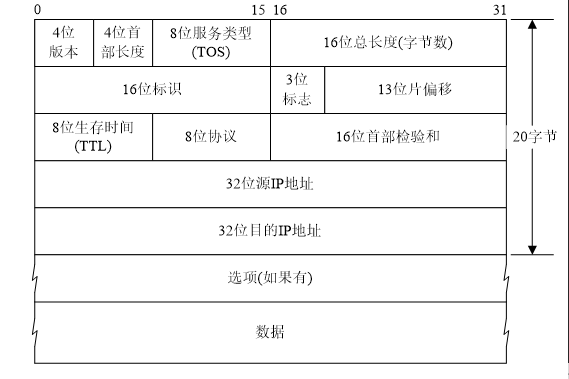 0 15 16 31
4位 4位首 8位服务类型 16位总长度(字节数)
版本 部长度 (TOS)
16位标识 3位 13位片偏移
标志
8位生存时间 8位协议 16位首部检验和 20字节
(TTL)
32位源IP地址
32位目的IP地址
选项(如果有)
数据